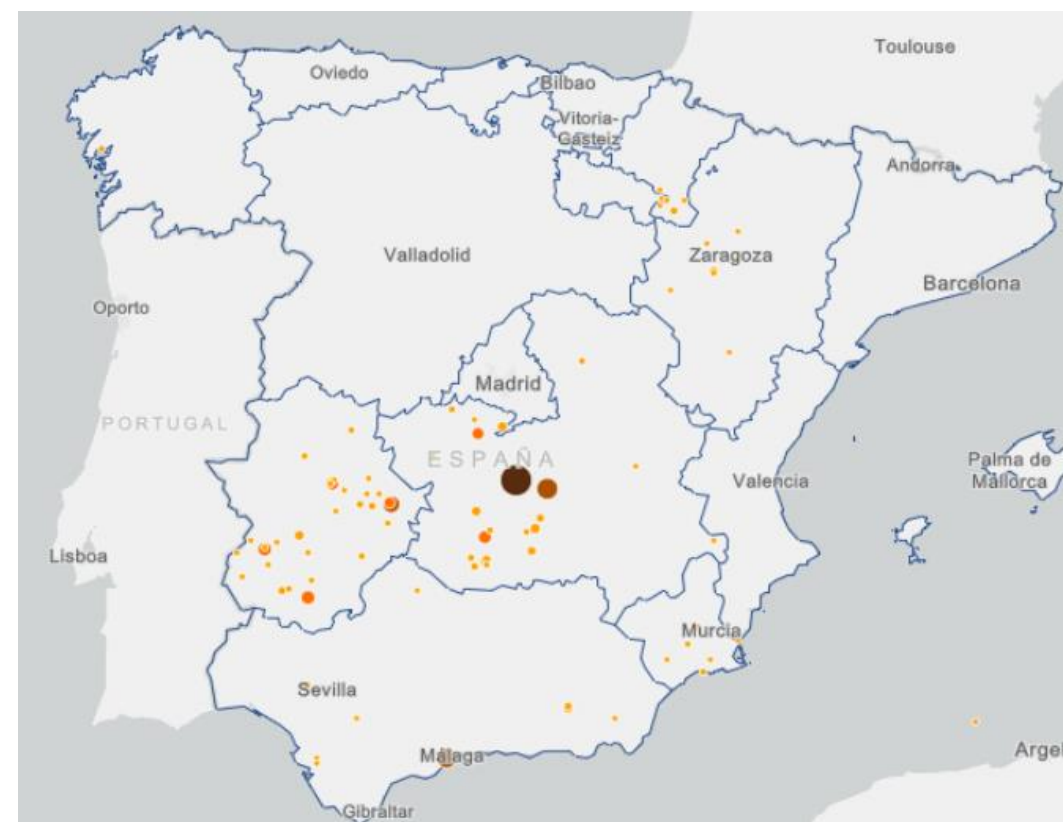 Toulouse
Oviedo
Bilbao
Vitoria-
Gasteiz
Andorra
Valladolid
Zaragoza
Barcelona
Oporto
Madrid
PORTUGAL
ESPAÑA
Palma de
Mallorca
Valencia
Lisboa
Murcia
Sevilla
Málaga
Argel
Gibraltar